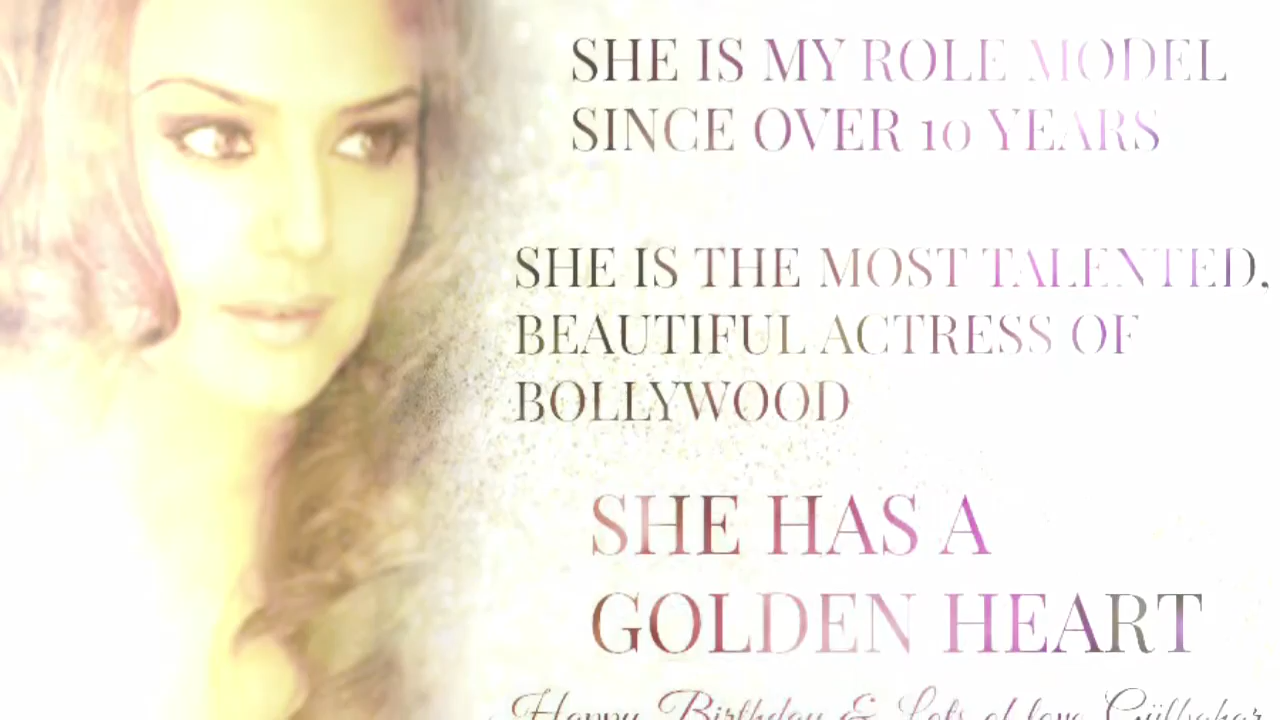 SHE IS MY ROLE MODEL
SINCE OVER 10 YEARS
SHE IS THE MOST TALENTED,
BEAUTIFUL ACTRESS OF
BOLLYWOOD
SHE HAS A
GOLDEN HEART
Happy Birthday & Lots of love Gülbahar